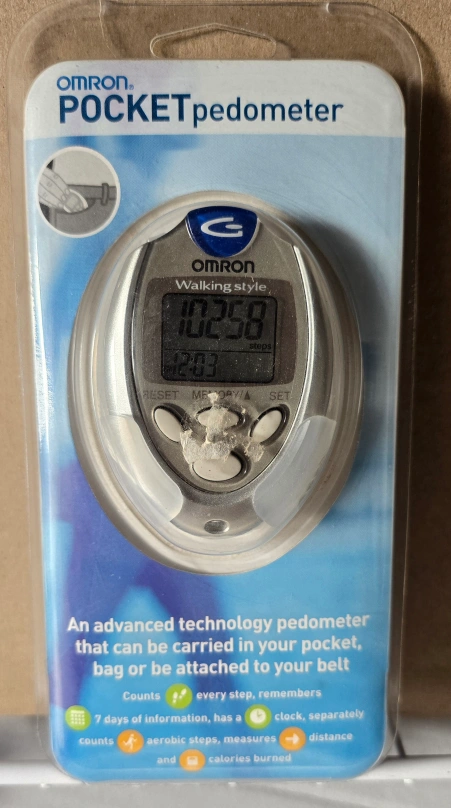 OMRON®
POCKETpedometer
OMRON
Walking style
10258
steps
12:03
RESET MEMORY/▲ SET
An advanced technology pedometer
that can be carried in your pocket,
bag or be attached to your belt
Counts every step, remembers
7 days of information, has a clock, separately
counts aerobic steps, measures distance
and calories burned